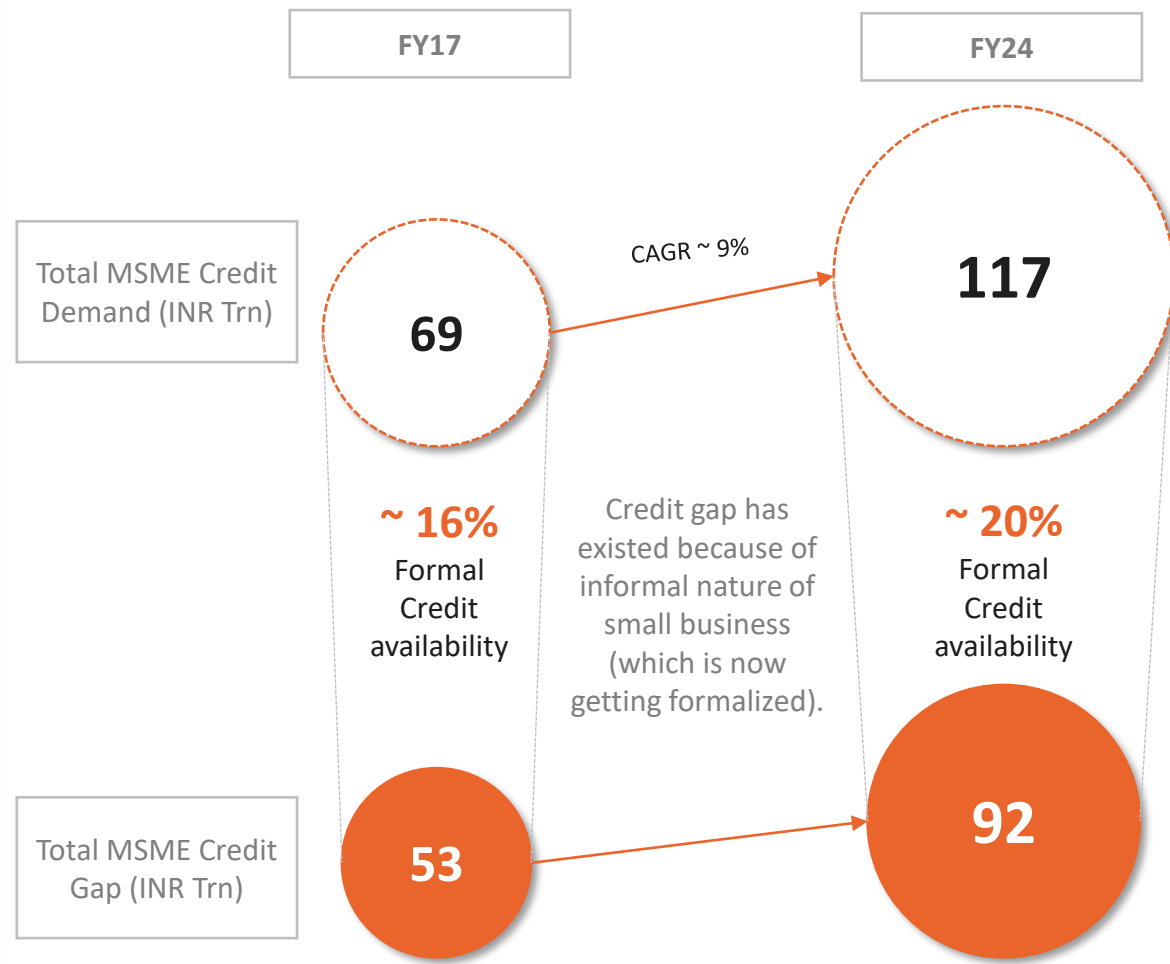 FY17
FY24
Total MSME Credit
Demand (INR Trn)
69
CAGR ~ 9%
117
~ 16%
Formal
Credit
availability
Credit gap has
existed because of
informal nature of
small business
(which is now
getting formalized).
~ 20%
Formal
Credit
availability
Total MSME Credit
Gap (INR Trn)
53
92